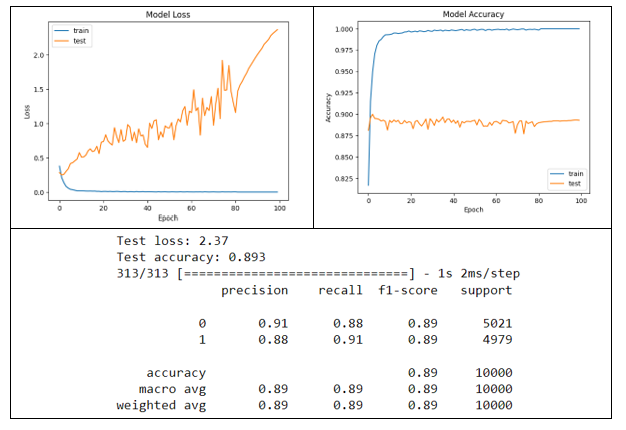 Model Loss
train
test
2.0
1.5
1.0
0.5
0.0
Loss
0
20
40
60
80
100
Epoch
Model Accuracy
1.000
0.975
0.950
0.925
0.900
0.875
0.850
0.825
Accuracy
0
20
40
60
80
100
Epoch
train
test
Test loss: 2.37
Test accuracy: 0.893
313/313 [==============================] - 1s 2ms/step
precision recall f1-score support
0 0.91 0.88 0.89 5021
1 0.88 0.91 0.89 4979
accuracy 0.89 10000
macro avg 0.89 0.89 0.89 10000
weighted avg 0.89 0.89 0.89 10000